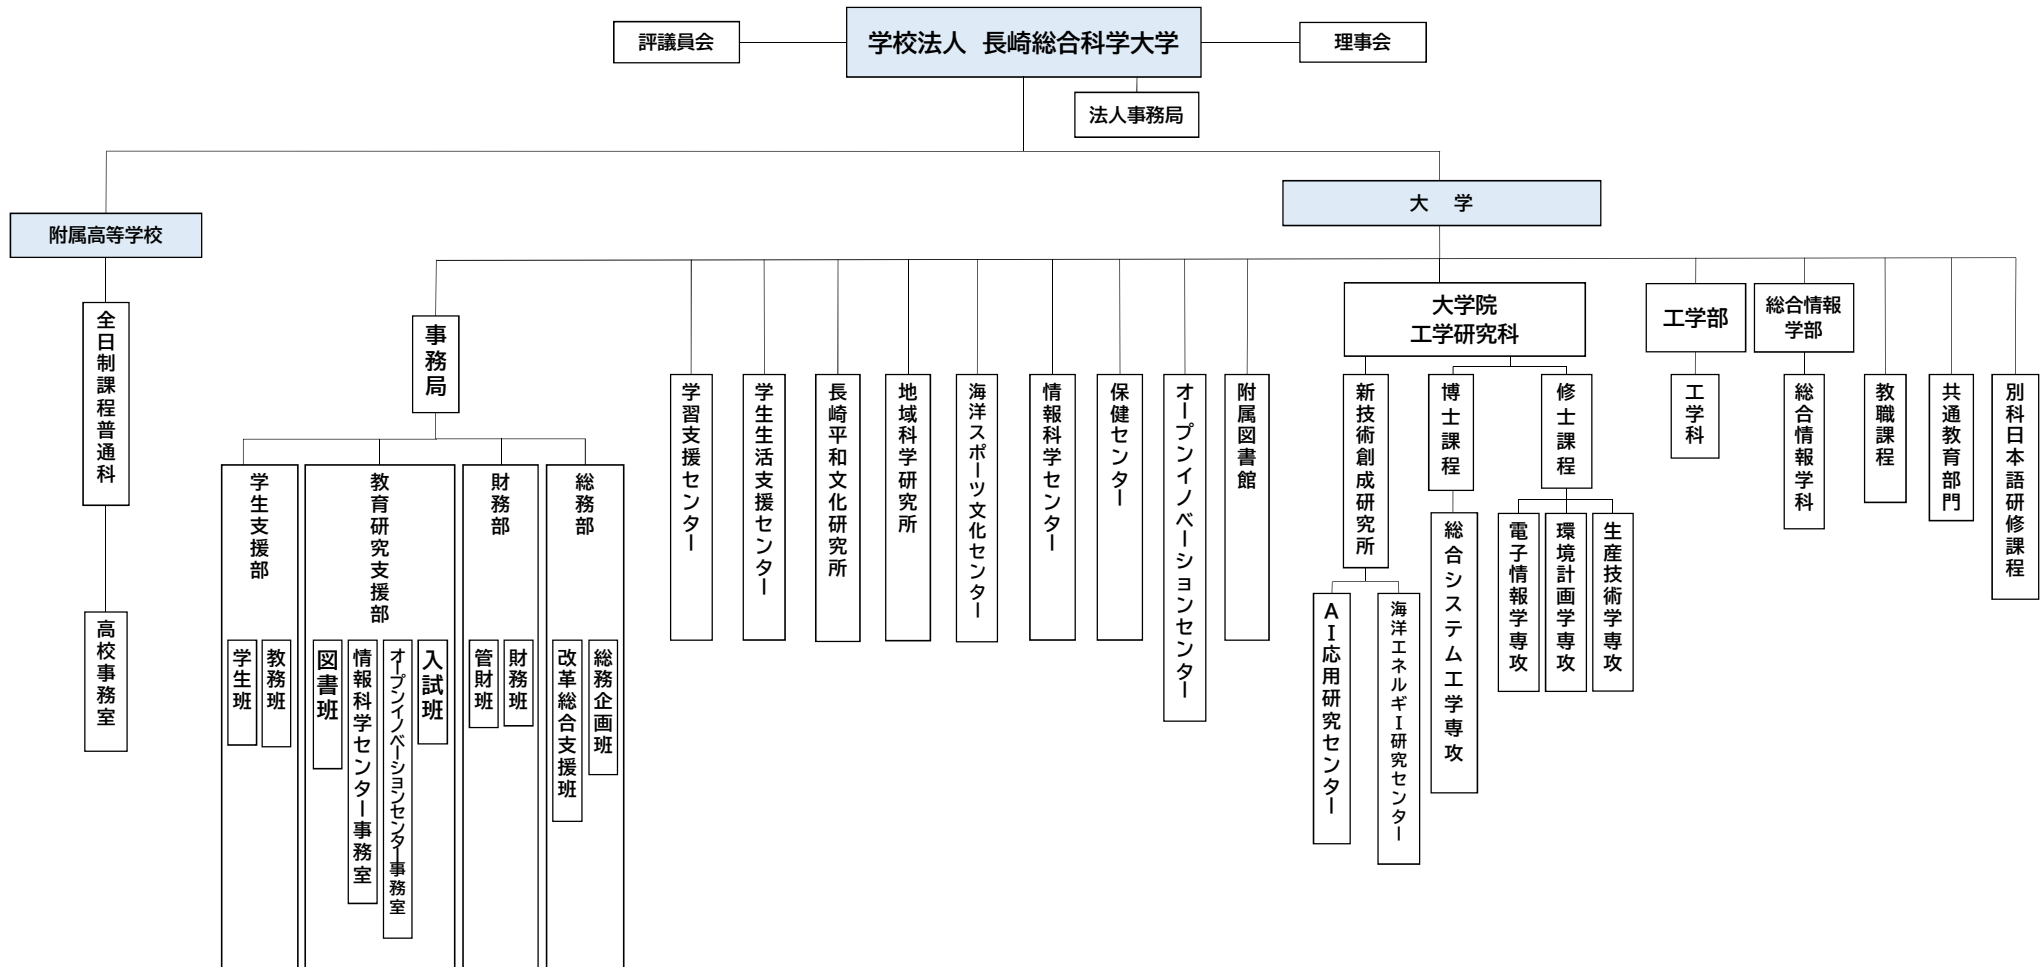 評議員会
学校法人 長崎総合科学大学
理事会
法人事務局
大 学
附属高等学校
全日制課程普通科
高校事務室
事務局
学生支援部
学生班
教務班
教育研究支援部
図書班
情報科学センター事務室
オープンイノベーションセンター事務室
入試班
財務部
管財班
財務班
総務部
改革総合支援班
総務企画班
学習支援センター
学生生活支援センター
長崎平和文化研究所
地域科学研究所
海洋スポーツ文化センター
情報科学センター
保健センター
オープンイノベーションセンター
附属図書館
大学院
工学研究科
新技術創成研究所
AI応用研究センター
海洋エネルギー研究センター
博士課程
総合システム工学専攻
修士課程
電子情報学専攻
環境計画学専攻
生産技術学専攻
工学部
工学科
総合情報
学部
総合情報学科
教職課程
共通教育部門
別科日本語研修課程